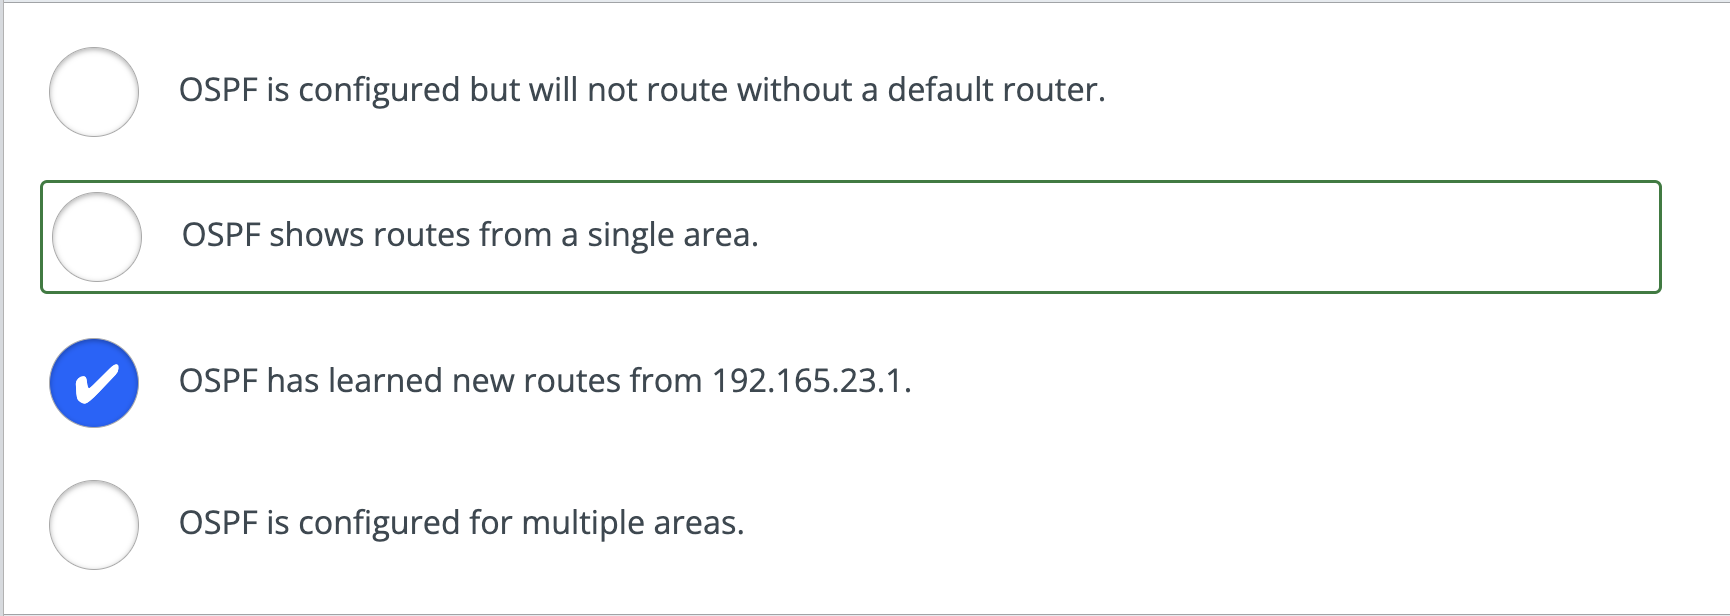 OSPF is configured but will not route without a default router.
OSPF shows routes from a single area.
OSPF has learned new routes from 192.165.23.1.
OSPF is configured for multiple areas.